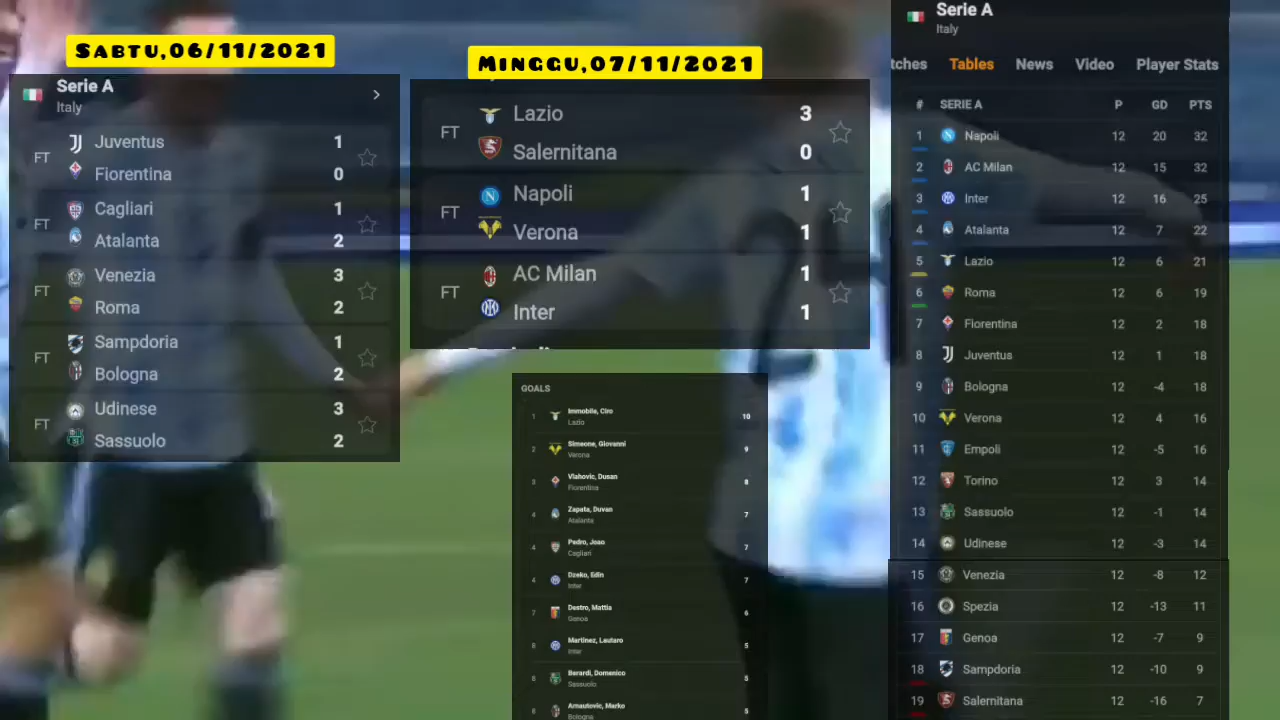 SABTU,06/11/2021
Serie A
Italy
FT
Juventus 1
Fiorentina 0
FT
Cagliari 1
Atalanta 2
FT
Venezia 3
Roma 2
FT
Sampdoria 1
Bologna 2
FT
Udinese 3
Sassuolo 2
MINGGU,07/11/2021
FT
Lazio 3
Salernitana 0
FT
Napoli 1
Verona 1
FT
AC Milan 1
Inter 1
GOALS
1 Immobile, Ciro 10
Lazio
2 Simeone, Giovanni 9
Verona
3 Vlahovic, Dusan 8
Fiorentina
4 Zapata, Duvan 7
Atalanta
4 Pedro, Joao 7
Cagliari
4 Dzeko, Edin 7
Inter
7 Destro, Mattia 6
Genoa
8 Martinez, Lautaro 5
Inter
8 Berardi, Domenico 5
Sassuolo
8 Arnautovic, Marko 5
Bologna
Serie A
Italy
tches Tables News Video Player Stats
# SERIE A P GD PTS
1 Napoli 12 20 32
2 AC Milan 12 15 32
3 Inter 12 16 25
4 Atalanta 12 7 22
5 Lazio 12 6 21
6 Roma 12 6 19
7 Fiorentina 12 2 18
8 Juventus 12 1 18
9 Bologna 12 -4 18
10 Verona 12 4 16
11 Empoli 12 -5 16
12 Torino 12 3 14
13 Sassuolo 12 -1 14
14 Udinese 12 -3 14
15 Venezia 12 -8 12
16 Spezia 12 -13 11
17 Genoa 12 -7 9
18 Sampdoria 12 -10 9
19 Salernitana 12 -16 7